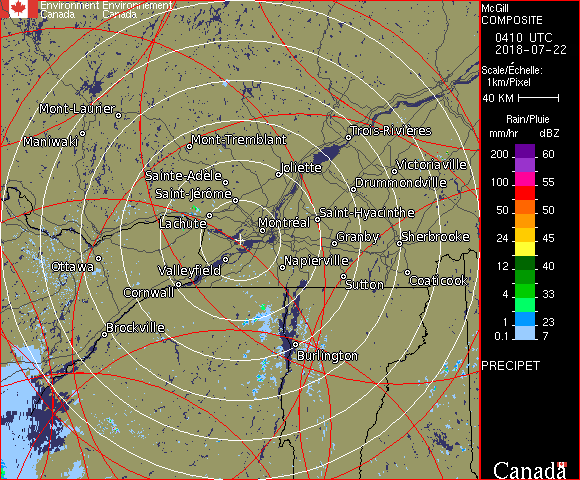 Environment Environnement
Canada Canada
McGill
COMPOSITE
0410 UTC
2018-07-22
Scale/Échelle:
1km/Pixel
40 KM
Rain/Pluie
mm/hr dBZ
200 60
55
100 55
50 50
24 45
12 40
4 33
1 23
0.1 7
PRECIPET
Canada
Mont-Laurier
Maniwaki
Mont-Tremblant
Trois-Rivières
Joliette
Victoriaville
Sainte-Adèle
Drummondville
Saint-Jérôme
Lachute
Saint-Hyacinthe
Montréal
Granby
Sherbrooke
Ottawa
Valleyfield
Napierville
Cornwall
Sutton
Coaticook
Brockville
Burlington